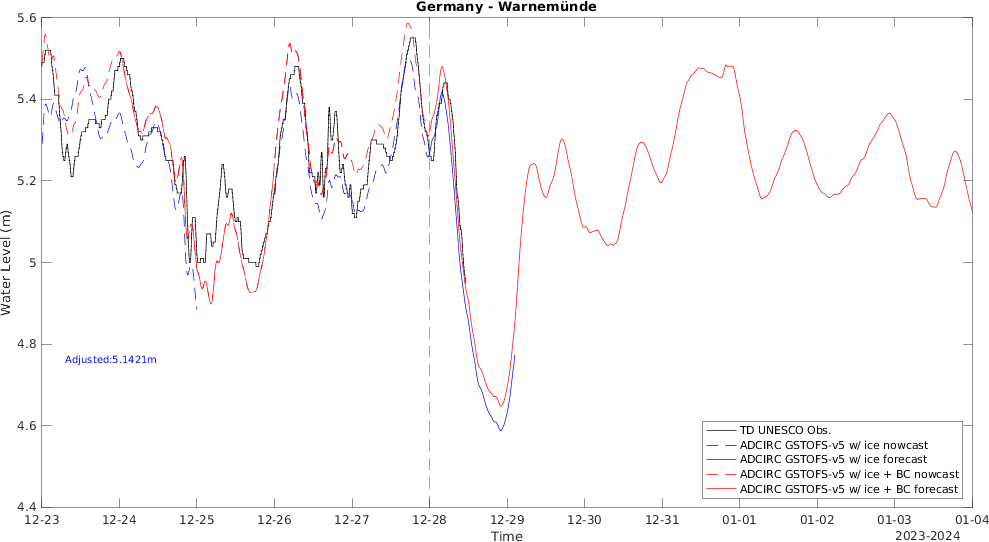 Germany - Warnemünde
Water Level (m)
5.6
5.4
5.2
5
4.8
4.6
4.4
Adjusted:5.1421m
TD UNESCO Obs.
ADCIRC GSTOFS-v5 w/ ice nowcast
ADCIRC GSTOFS-v5 w/ ice forecast
ADCIRC GSTOFS-v5 w/ ice + BC nowcast
ADCIRC GSTOFS-v5 w/ ice + BC forecast
12-23 12-24 12-25 12-26 12-27 12-28 12-29 12-30 12-31 01-01 01-02 01-03 01-04
Time
2023-2024